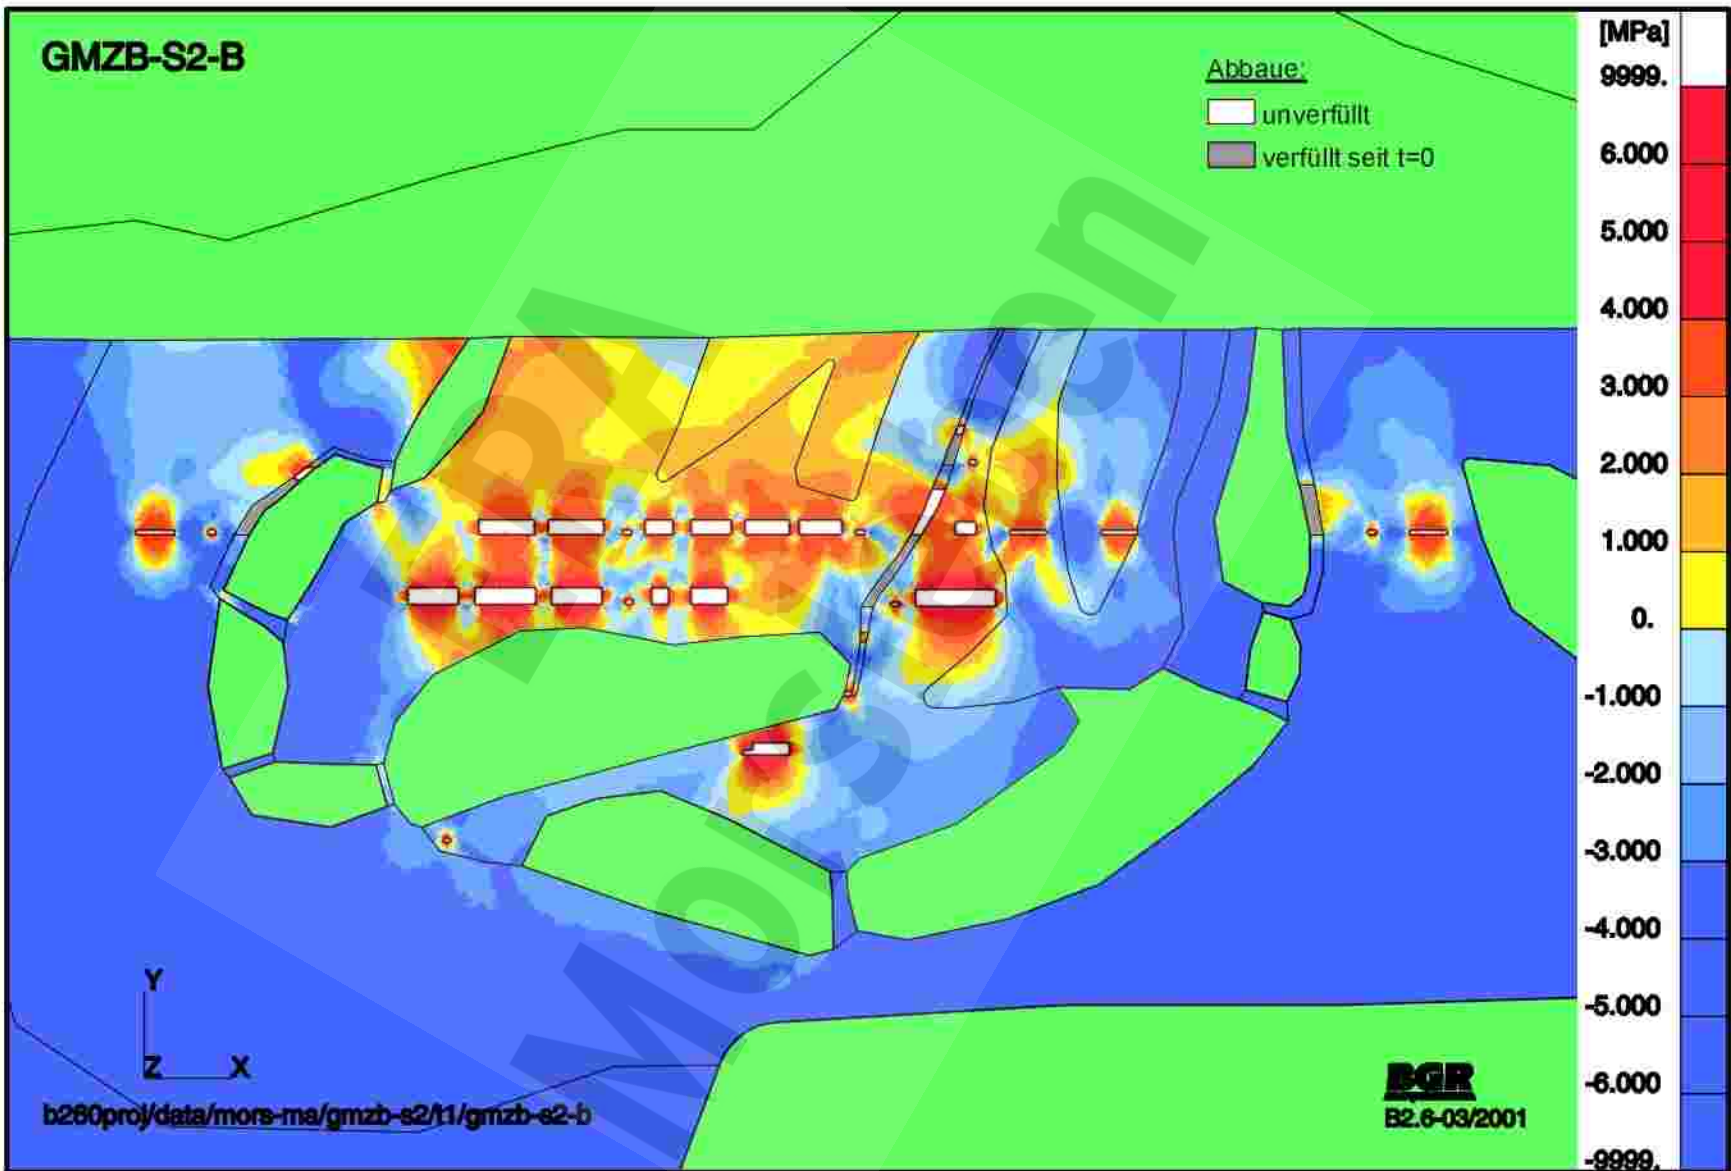 GMZB-S2-B
Abbaue:
unverfüllt
verfüllt seit t=0
[MPa]
9999.
6.000
5.000
4.000
3.000
2.000
1.000
0.
-1.000
-2.000
-3.000
-4.000
-5.000
-6.000
-9999.
ERA
Morsleben
Y
Z X
b260proj/data/mors-ma/gmzb-s2/t1/gmzb-s2-b
BGR
B2.6-03/2001